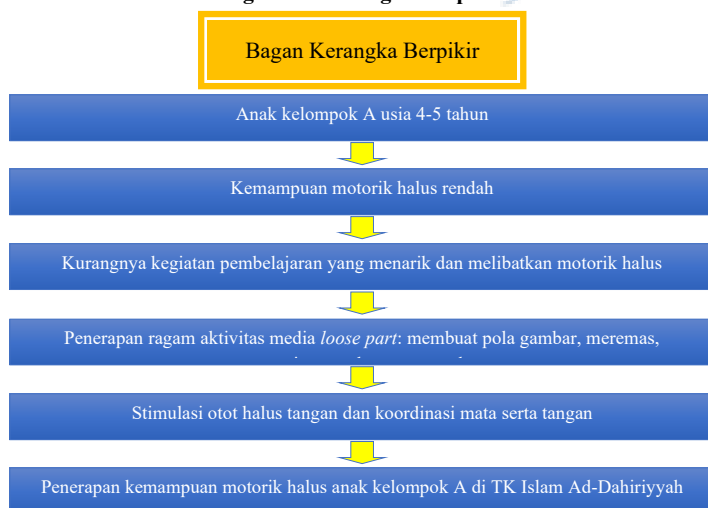 Bagan Kerangka Berpikir
Anak kelompok A usia 4-5 tahun
Kemampuan motorik halus rendah
Kurangnya kegiatan pembelajaran yang menarik dan melibatkan motorik halus
Penerapan ragam aktivitas media loose part: membuat pola gambar, meremas,
Stimulasi otot halus tangan dan koordinasi mata serta tangan
Penerapan kemampuan motorik halus anak kelompok A di TK Islam Ad-Dahiriyyah